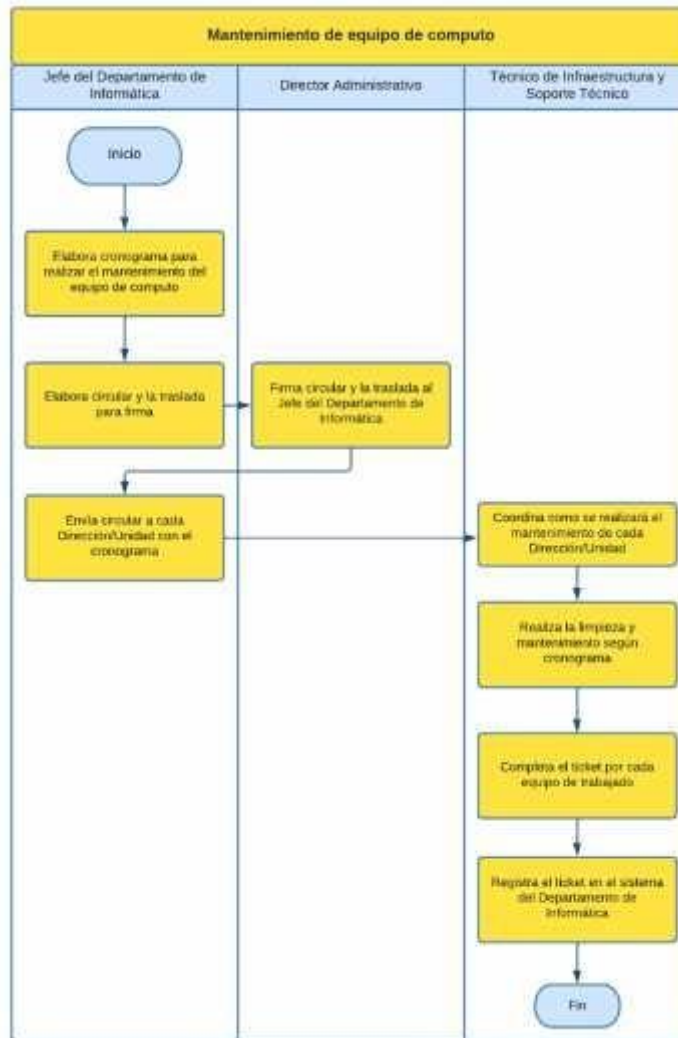 Mantenimiento de equipo de computo
Jefe del Departamento de
Informática
Director Administrativo
Técnico de Infraestructura y
Soporte Técnico
Inicio
Elabora cronograma para
realizar el mantenimiento del
equipo de computo
Elabora circular y la traslada
para firma
Firma circular y la traslada al
Jefe del Departamento de
Informática
Envía circular a cada
Dirección/Unidad con el
cronograma
Coordina como se realizará el
mantenimiento de cada
Dirección/Unidad
Realiza la limpieza y
mantenimiento según
cronograma
Completa el ticket por cada
equipo de trabajado
Registra el ticket en el sistema
del Departamento de
Informática
Fin